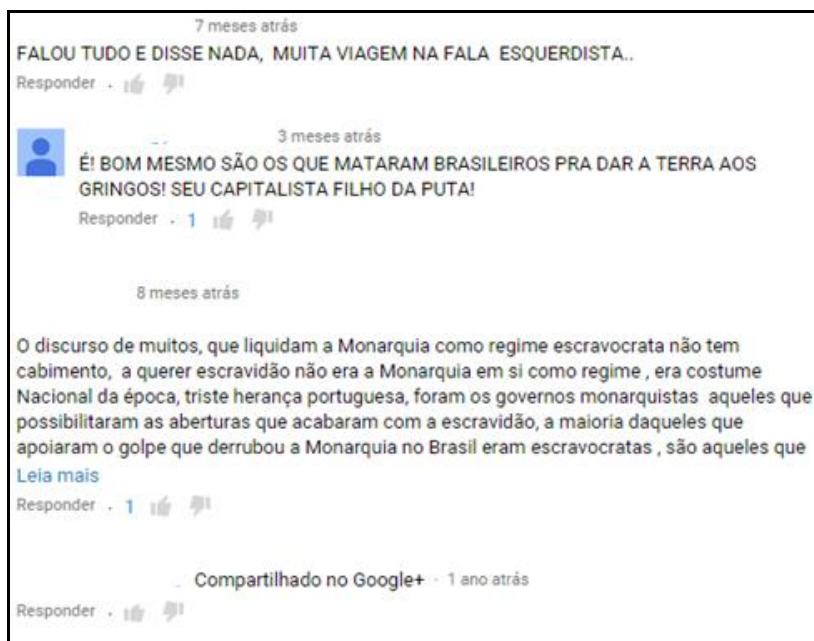 7 meses atrás
FALOU TUDO E DISSE NADA, MUITA VIAGEM NA FALA ESQUERDISTA..
Responder .
3 meses atrás
É! BOM MESMO SÃO OS QUE MATARAM BRASILEIROS PRA DAR A TERRA AOS
GRINGOS! SEU CAPITALISTA FILHO DA PUTA!
Responder . 1
8 meses atrás
O discurso de muitos, que liquidam a Monarquia como regime escravocrata não tem
cabimento, a querer escravidão não era a Monarquia em si como regime , era costume
Nacional da época, triste herança portuguesa, foram os governos monarquistas aqueles que
possibilitaram as aberturas que acabaram com a escravidão, a maioria daqueles que
apoiaram o golpe que derrubou a Monarquia no Brasil eram escravocratas , são aqueles que
Leia mais
Responder . 1
Compartilhado no Google+ · 1 ano atrás
Responder .